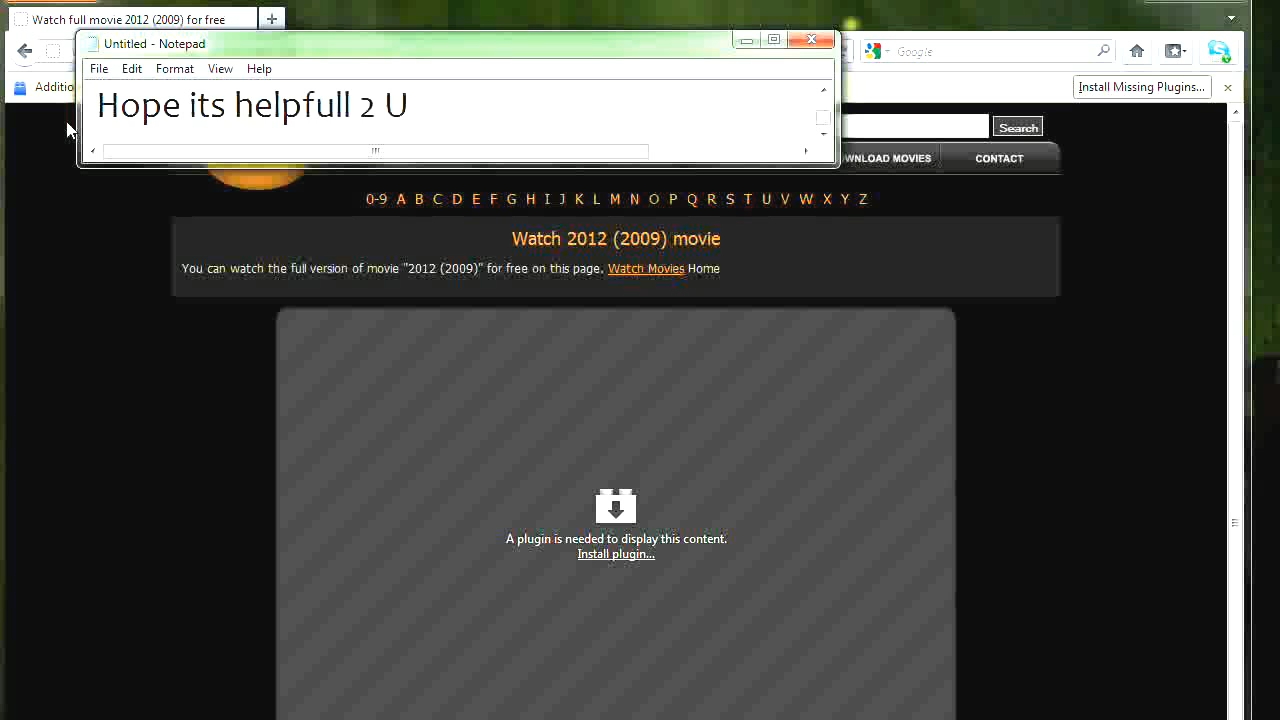 Watch full movie 2012 (2009) for free
Untitled - Notepad
File Edit Format View Help
Hope its helpfull 2 U
Google
Additio
Install Missing Plugins...
Search
WNLOAD MOVIES
CONTACT
0-9 A B C D E F G H I J K L M N O P Q R S T U V W X Y Z
Watch 2012 (2009) movie
You can watch the full version of movie "2012 (2009)" for free on this page. Watch Movies Home
A plugin is needed to display this content.
Install plugin...